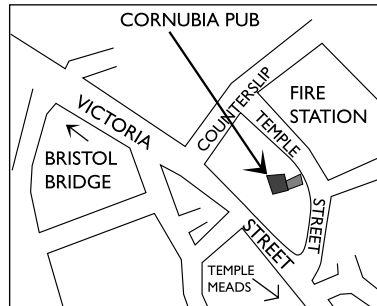 CORNUBIA PUB
COUNTERSLIP
FIRE
STATION
VICTORIA
TEMPLE
BRISTOL
BRIDGE
STREET
STREET
TEMPLE
MEADS